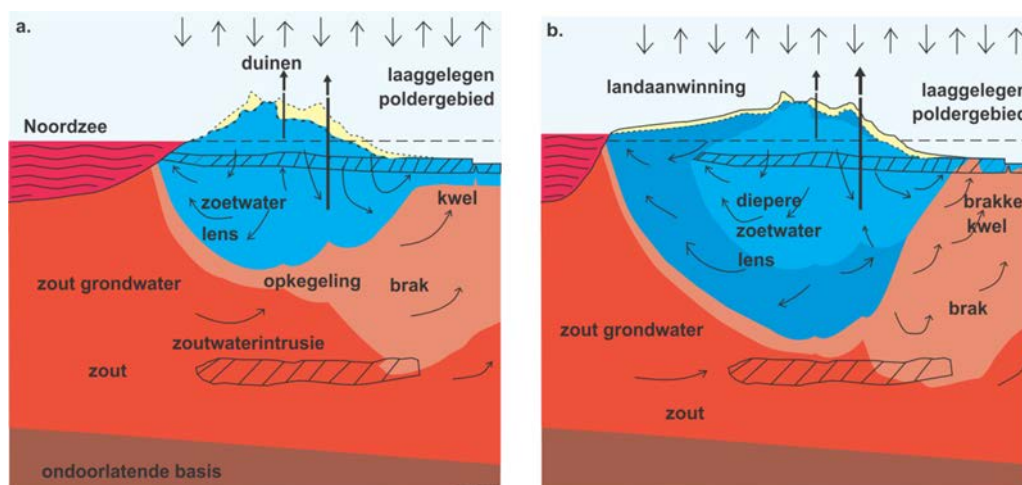 a.
duinen
laaggelegen
poldergebied
Noordzee
zoetwater
lens
kwel
opkegeling
brak
zout grondwater
zoutwaterintrusie
zout
ondoorlatende basis
b.
landaanwinning
laaggelegen
poldergebied
diepere
zoetwater
lens
brakke
kwel
brak
zout grondwater
zout